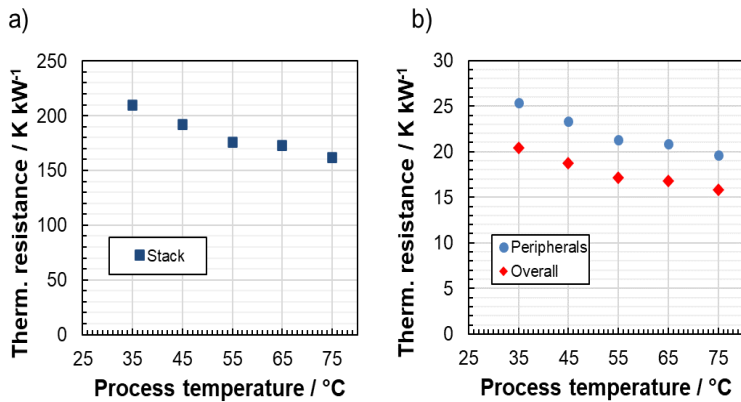 a)
Therm. resistance / K kW-1
250
200
150
100
50
0
Stack
25 35 45 55 65 75
Process temperature / °C
b)
Therm. resistance / K kW-1
30
25
20
15
10
5
0
Peripherals
Overall
25 35 45 55 65 75
Process temperature / °C